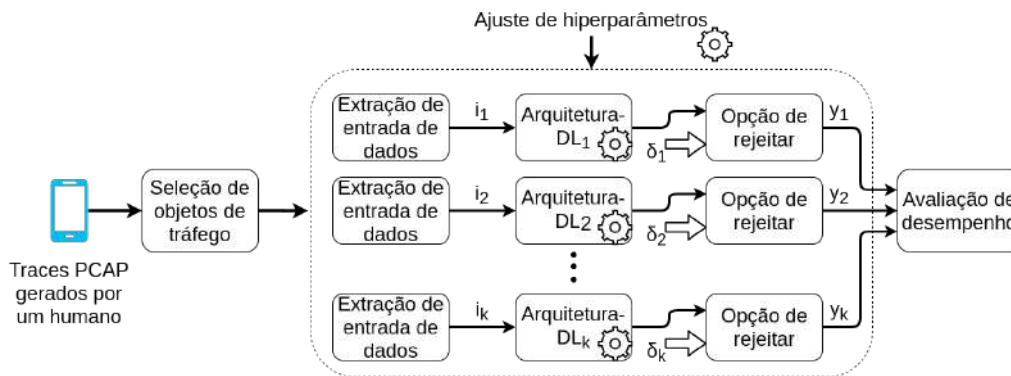 Ajuste de hiperparâmetros
Extração de
entrada de
dados
i1
Arquitetura-
DL1
δ1
Opção de
rejeitar
y1
Seleção de
objetos de
tráfego
Extração de
entrada de
dados
i2
Arquitetura-
DL2
δ2
Opção de
rejeitar
y2
Avaliação de
desempenho
Traces PCAP
gerados por
um humano
Extração de
entrada de
dados
ik
Arquitetura-
DLk
δk
Opção de
rejeitar
yk